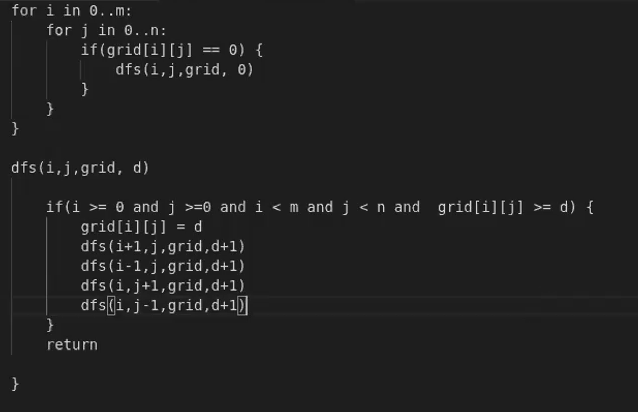 for i in 0..m:
    for j in 0..n:
        if(grid[i][j] == 0) {
            dfs(i,j,grid, 0)
        }
    }
}

dfs(i,j,grid, d)

    if(i >= 0 and j >=0 and i < m and j < n and  grid[i][j] >= d) {
        grid[i][j] = d
        dfs(i+1,j,grid,d+1)
        dfs(i-1,j,grid,d+1)
        dfs(i,j+1,grid,d+1)
        dfs(i,j-1,grid,d+1)
    }
    return

}